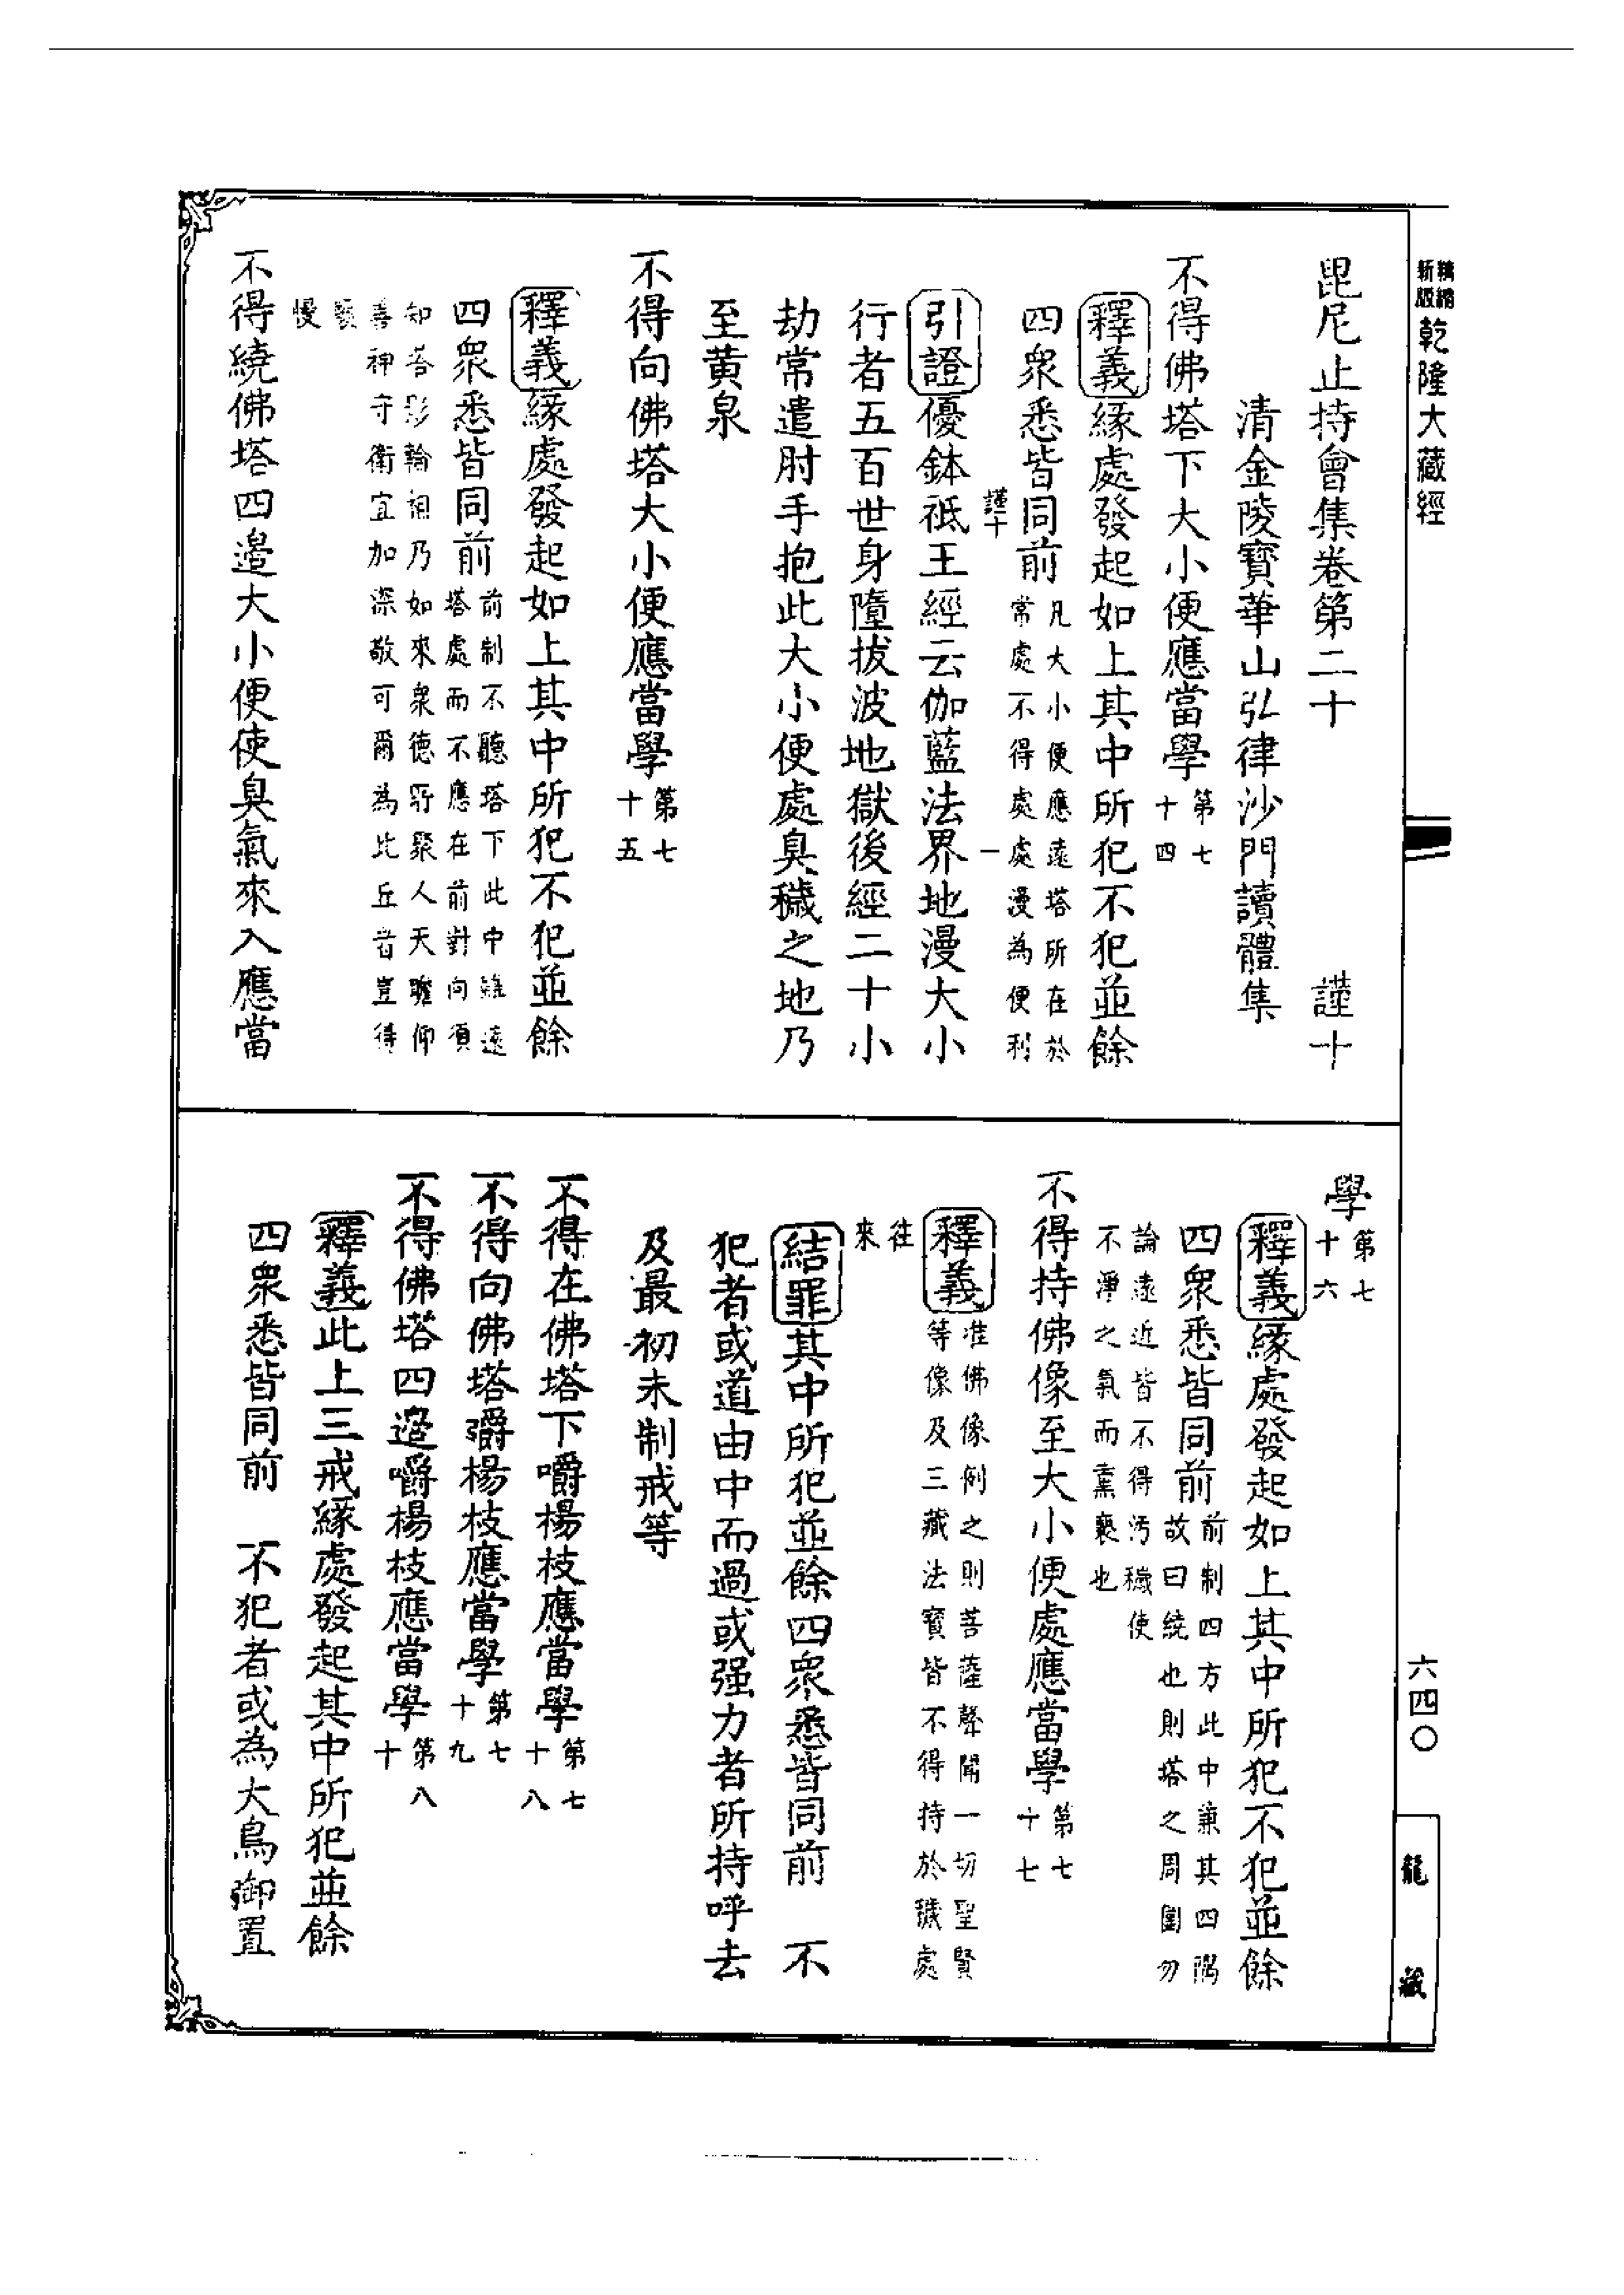 精縮
新版
乾隆大藏經
毘尼止持會集卷第二十　謹十
清金陵寶華山弘律沙門讀體集
不得佛塔下大小便應當學第七
十四
釋義緣處發起如上其中所犯不犯並餘
四眾悉皆同前凡大小便應遠塔所在於
常處不得處處漫為便利
謹十　一
引證優鉢祗王經云伽藍法界地漫大小
行者五百世身墮拔波地獄後經二十小
劫常遣肘手抱此大小便處臭穢之地乃
至黃泉
不得向佛塔大小便應當學第七
十五
釋義緣處發起如上其中所犯不犯並餘
四眾悉皆同前前制不聽塔下此中雖遠
塔處而不應在前對向須
知塔影輪相乃如來眾德所聚人天瞻仰
善神守衛宜加深敬可爾為比丘者豈得
褻
慢
不得繞佛塔四邊大小便使臭氣來入應當
學第七
十六
釋義緣處發起如上其中所犯不犯並餘
四眾悉皆同前前制四方此中兼其四隅
故曰繞也則塔之周圍勿
論遠近皆不得污穢使
不淨之氣而熏褻也
不得持佛像至大小便處應當學第七
十七
釋義准佛像例之則菩薩聲聞一切聖賢
等像及三藏法寶皆不得持於穢處
往
來
結罪其中所犯並餘四眾悉皆同前　不
犯者或道由中而過或强力者所持呼去
及最初未制戒等
不得在佛塔下嚼楊枝應當學第七
十八
不得向佛塔嚼楊枝應當學第七
十九
不得佛塔四邊嚼楊枝應當學第八
十
釋義此上三戒緣處發起其中所犯並餘
四眾悉皆同前　不犯者或為大鳥御置
六四〇
龍藏